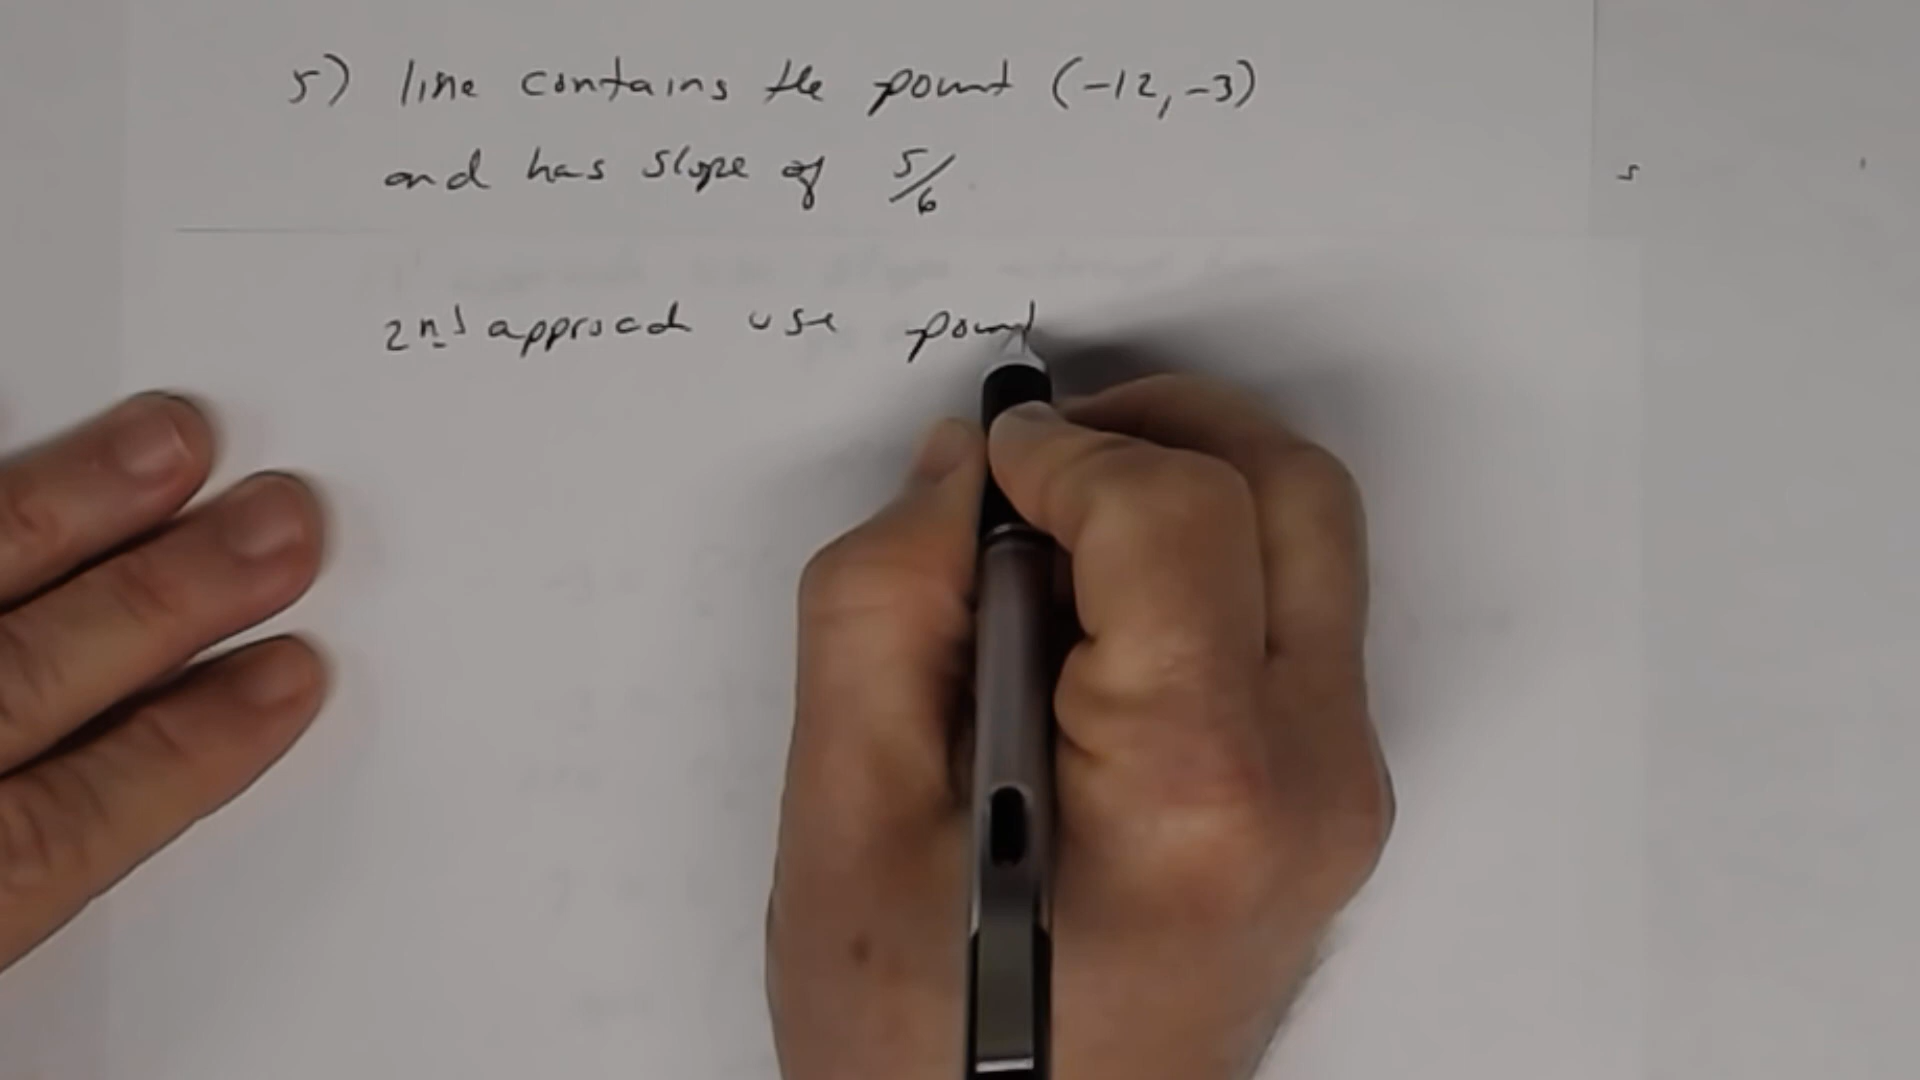 5) line contains the point (-12, -3)
and has slope of 5/6
2nd approach use point